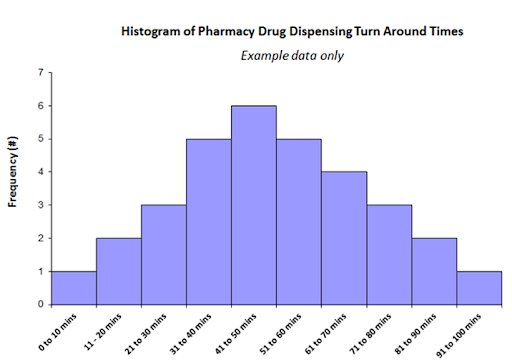 Histogram of Pharmacy Drug Dispensing Turn Around Times
Example data only
Frequency (#)
7
6
5
4
3
2
1
0
0 to 10 mins
11 - 20 mins
21 to 30 mins
31 to 40 mins
41 to 50 mins
51 to 60 mins
61 to 70 mins
71 to 80 mins
81 to 90 mins
91 to 100 mins